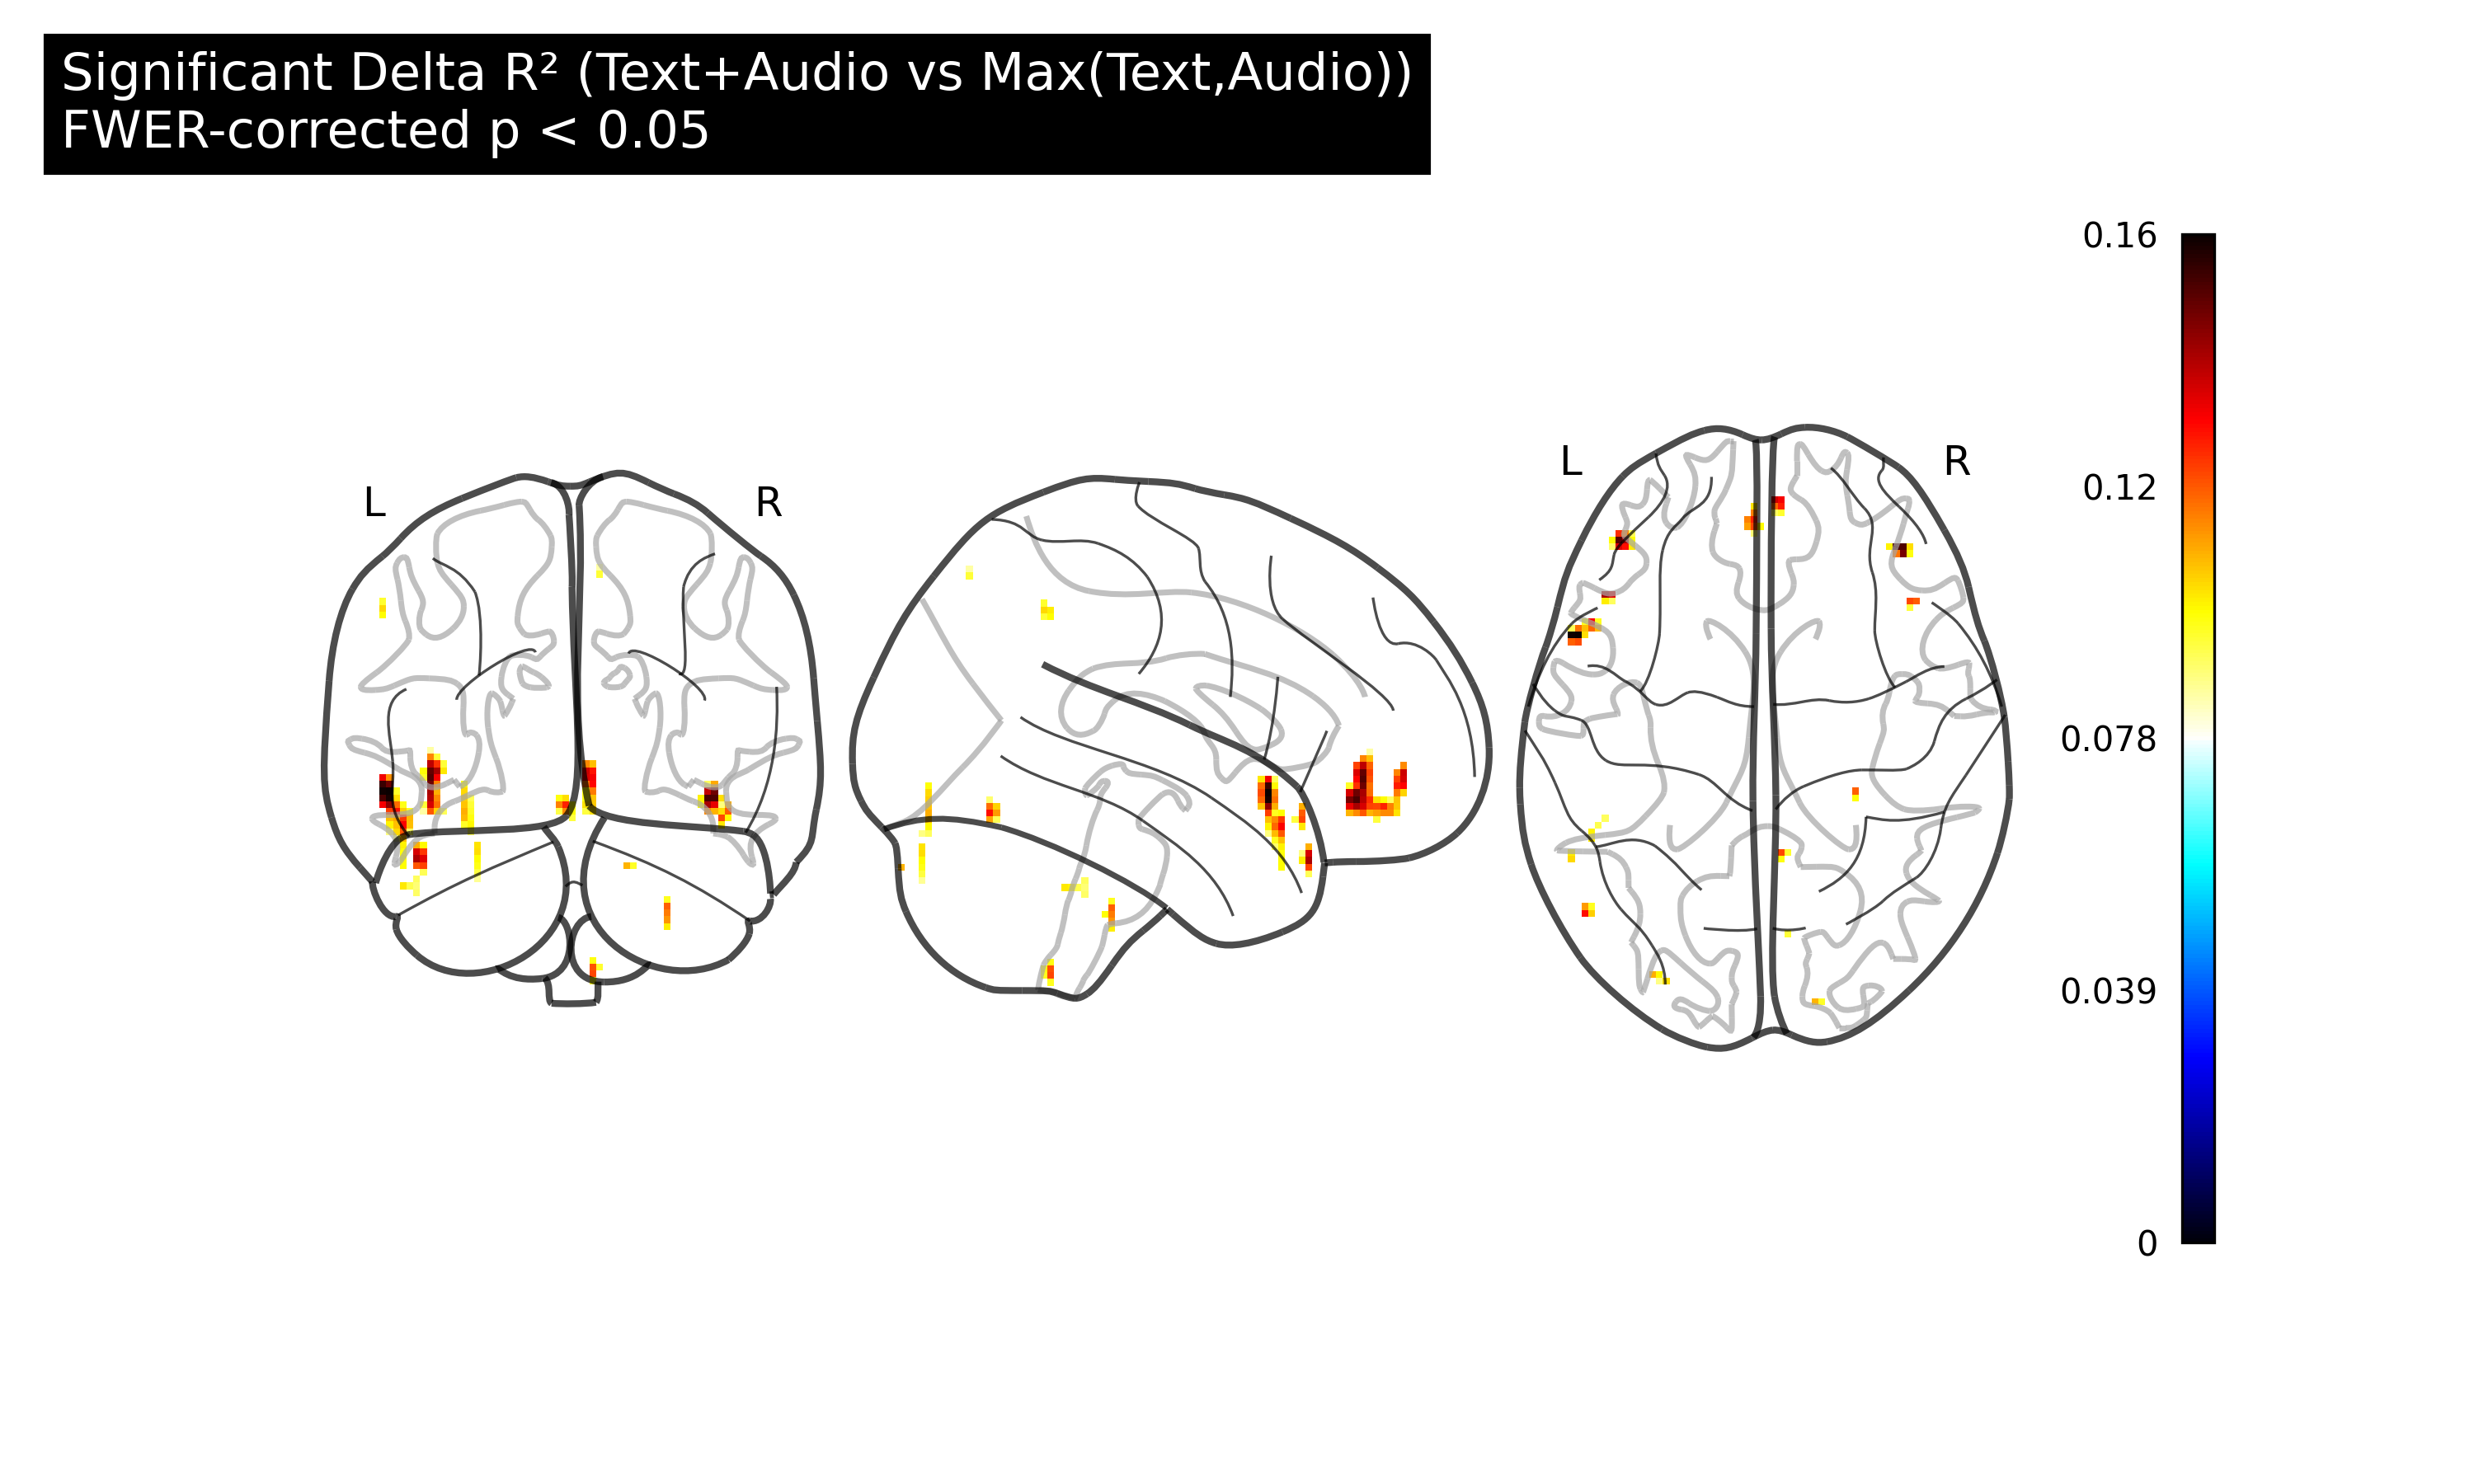 Significant Delta R² (Text+Audio vs Max(Text,Audio))
FWER-corrected p < 0.05
L
R
L
R
0.16
0.12
0.078
0.039
0